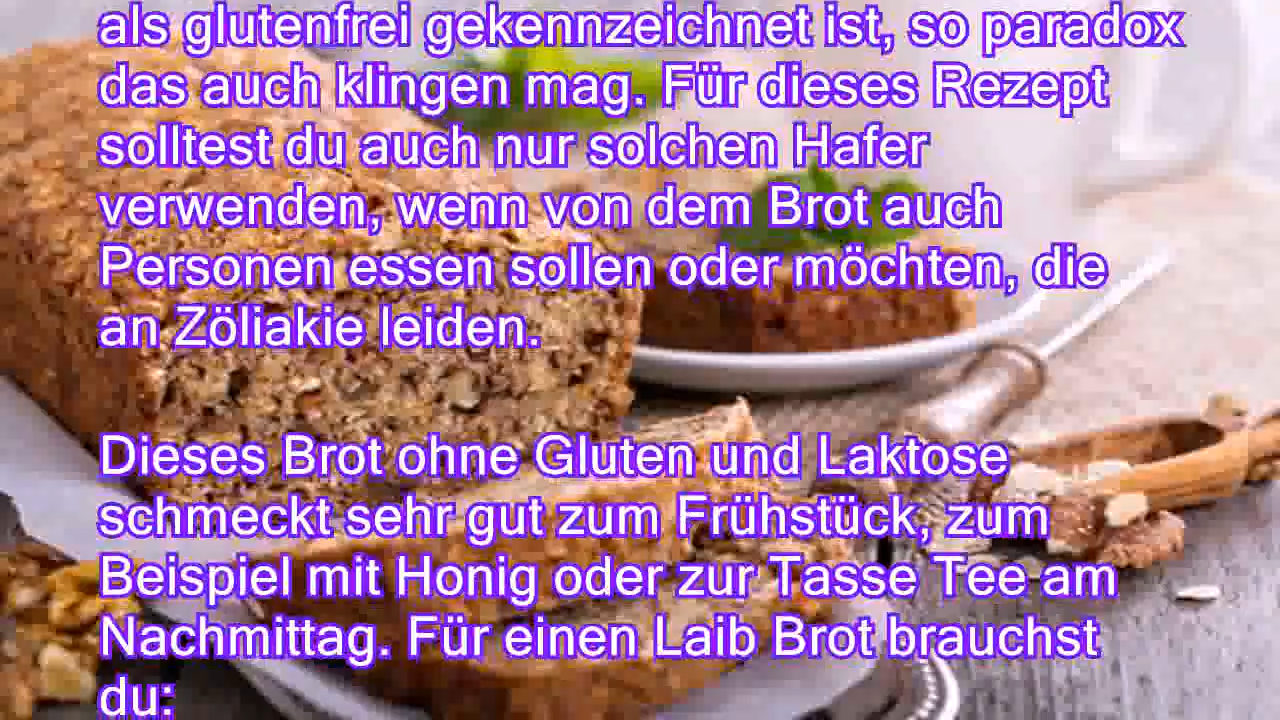 als glutenfrei gekennzeichnet ist, so paradox
das auch klingen mag. Für dieses Rezept
solltest du auch nur solchen Hafer
verwenden, wenn von dem Brot auch
Personen essen sollen oder möchten, die
an Zöliakie leiden.
Dieses Brot ohne Gluten und Laktose
schmeckt sehr gut zum Frühstück, zum
Beispiel mit Honig oder zur Tasse Tee am
Nachmittag. Für einen Laib Brot brauchst
du: